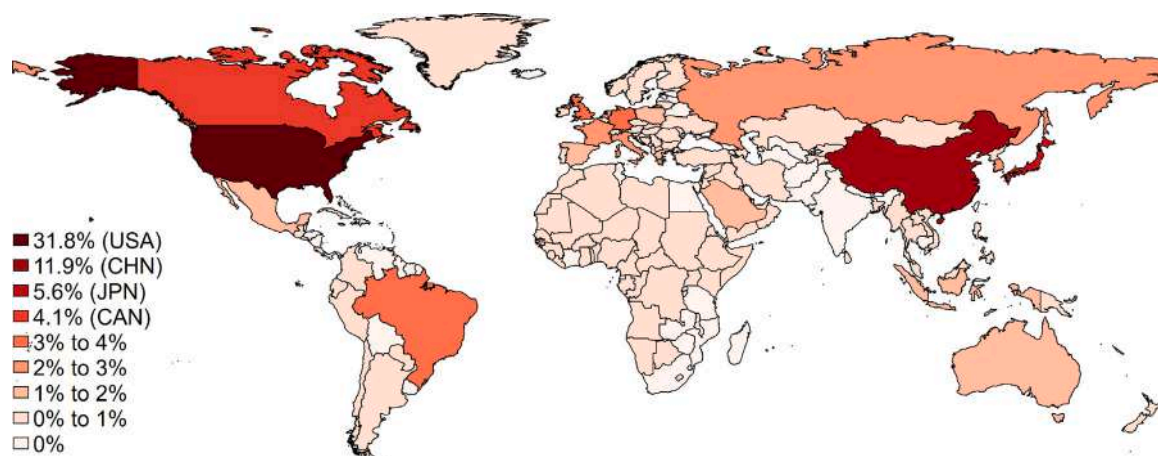 31.8% (USA)
11.9% (CHN)
5.6% (JPN)
4.1% (CAN)
3% to 4%
2% to 3%
1% to 2%
0% to 1%
0%